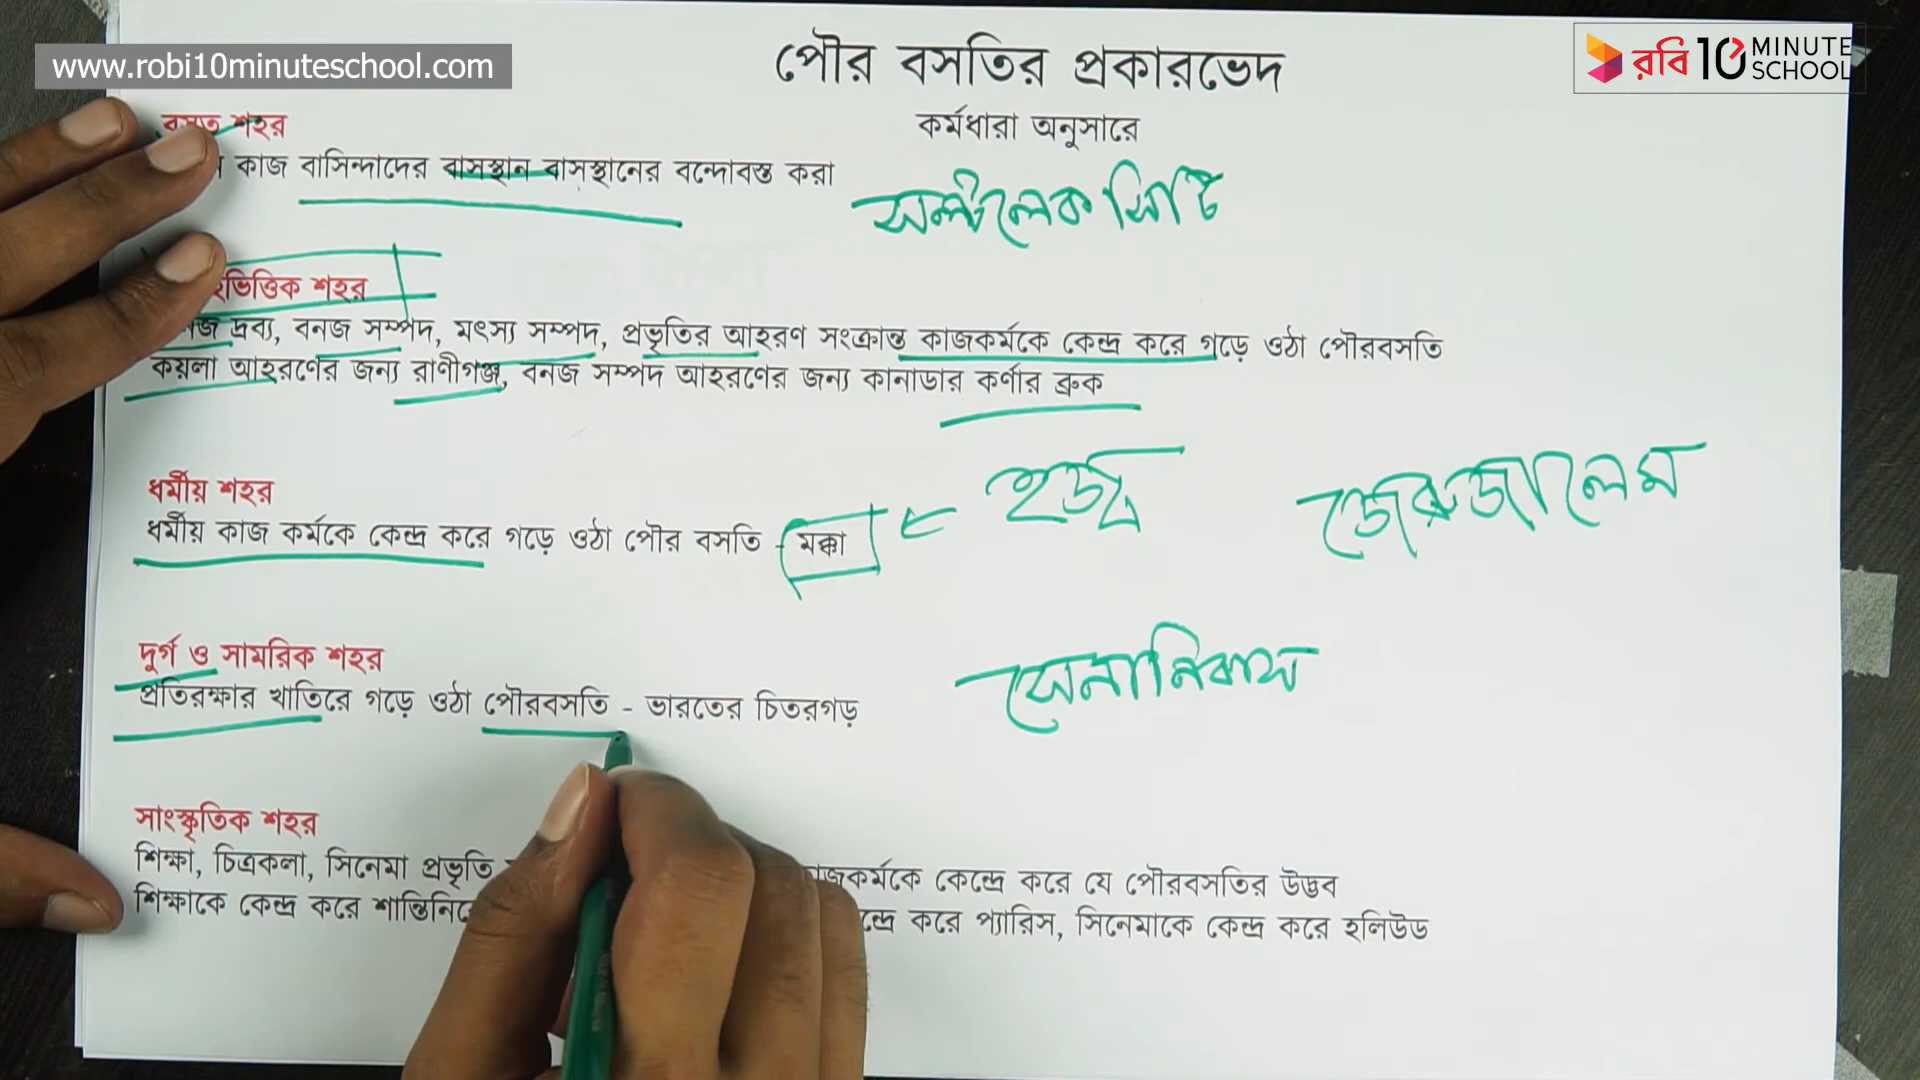 www.robi10minuteschool.com
রবি 10 MINUTE SCHOOL
পৌর বসতির প্রকারভেদ
কর্মধারা অনুসারে
বসত শহর
কাজ বাসিন্দাদের বাসস্থান বাসস্থানের বন্দোবস্ত করা
সল্টলেক সিটি
শহর
দ্রব্য, বনজ সম্পদ, মৎস্য সম্পদ, প্রভৃতির আহরণ সংক্রান্ত কাজকর্মকে কেন্দ্র করে গড়ে ওঠা পৌরবসতি
কয়লা আহরণের জন্য রাণীগঞ্জ, বনজ সম্পদ আহরণের জন্য কানাডার কর্ণার ব্রুক
হজ্ব
জেরুজালেম
ধর্মীয় শহর
ধর্মীয় কাজ কর্মকে কেন্দ্র করে গড়ে ওঠা পৌর বসতি - মক্কা
দুর্গ ও সামরিক শহর
সেনানিবাস
প্রতিরক্ষার খাতিরে গড়ে ওঠা পৌরবসতি - ভারতের চিতরগড়
সাংস্কৃতিক শহর
শিক্ষা, চিত্রকলা, সিনেমা প্রভৃতি কাজকর্মকে কেন্দ্রে করে যে পৌরবসতির উদ্ভব
শিক্ষাকে কেন্দ্র করে করে প্যারিস, সিনেমাকে কেন্দ্র করে হলিউড